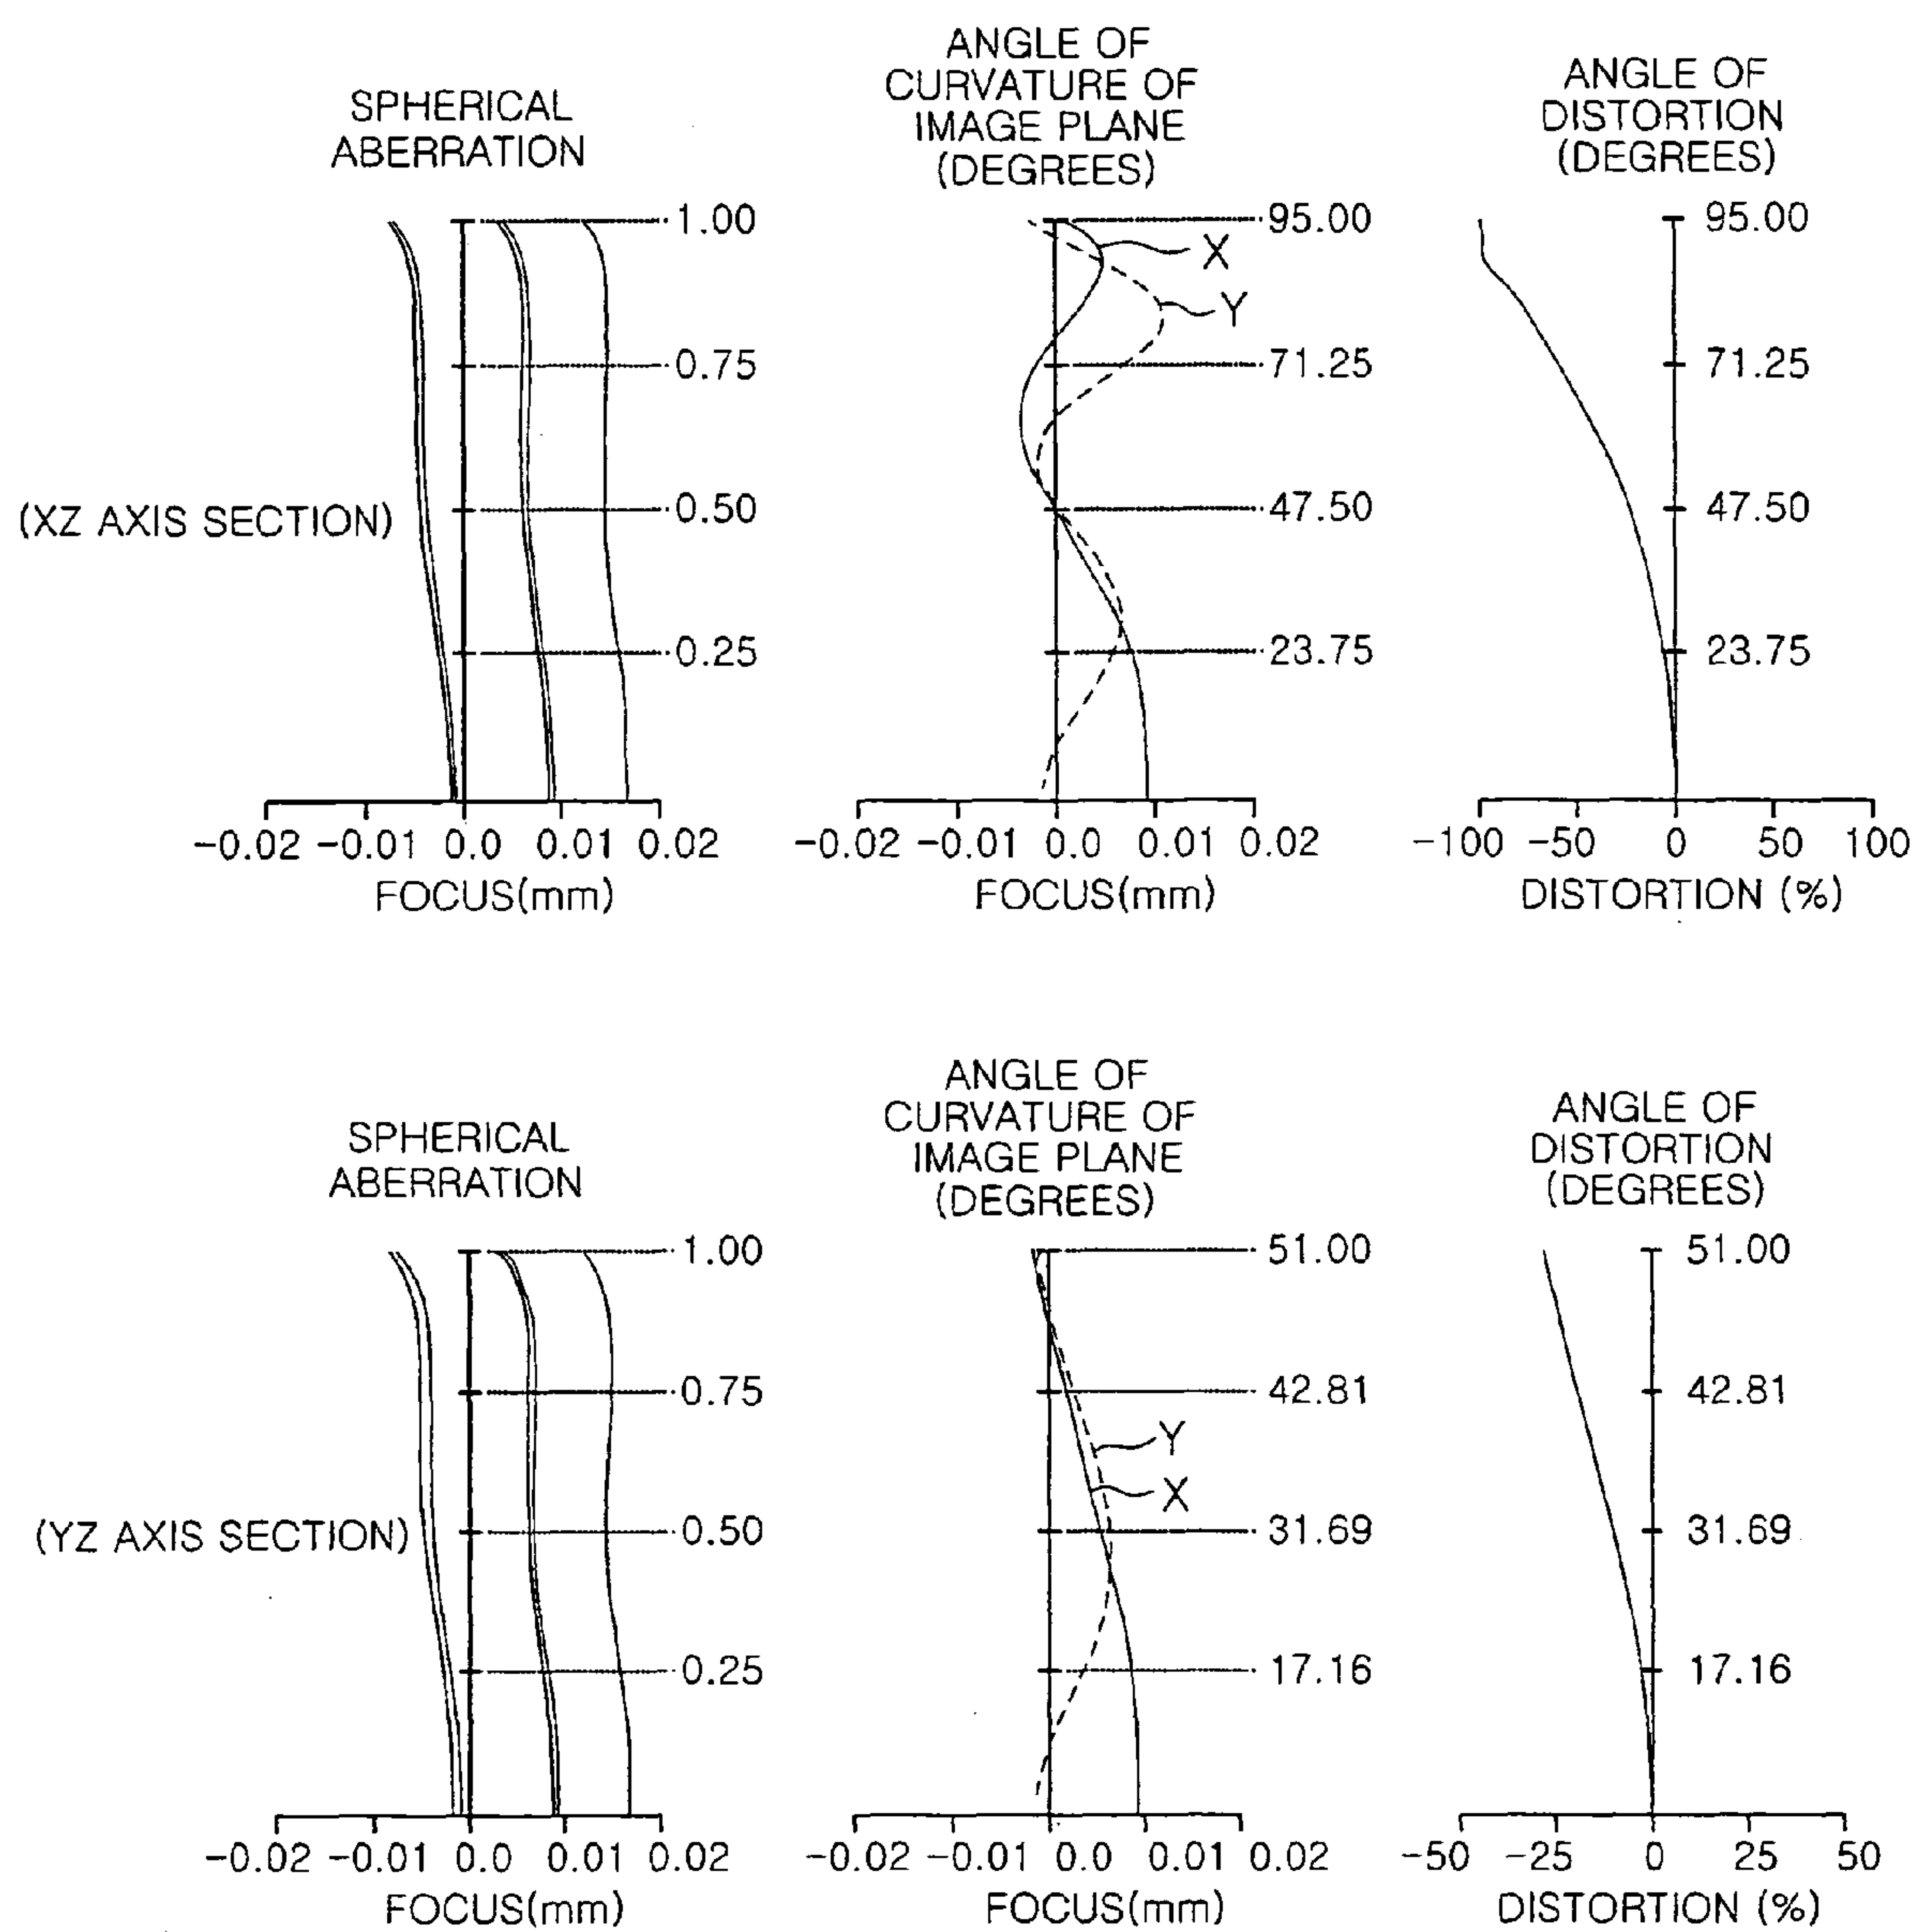 SPHERICAL
ABERRATION
1.00
0.75
0.50
0.25
(XZ AXIS SECTION)
-0.02 -0.01 0.0 0.01 0.02
FOCUS(mm)
ANGLE OF
CURVATURE OF
IMAGE PLANE
(DEGREES)
95.00
X
Y
71.25
47.50
23.75
-0.02 -0.01 0.0 0.01 0.02
FOCUS(mm)
ANGLE OF
DISTORTION
(DEGREES)
95.00
71.25
47.50
23.75
-100 -50 0 50 100
DISTORTION (%)
SPHERICAL
ABERRATION
1.00
0.75
0.50
0.25
(YZ AXIS SECTION)
-0.02 -0.01 0.0 0.01 0.02
FOCUS(mm)
ANGLE OF
CURVATURE OF
IMAGE PLANE
(DEGREES)
51.00
42.81
Y
X
31.69
17.16
-0.02 -0.01 0.0 0.01 0.02
FOCUS(mm)
ANGLE OF
DISTORTION
(DEGREES)
51.00
42.81
31.69
17.16
-50 -25 0 25 50
DISTORTION (%)